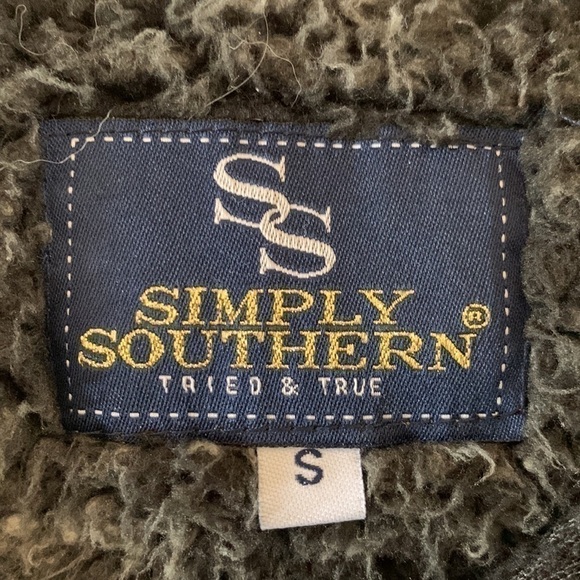 SS
SIMPLY
SOUTHERN®
TRIED & TRUE
S